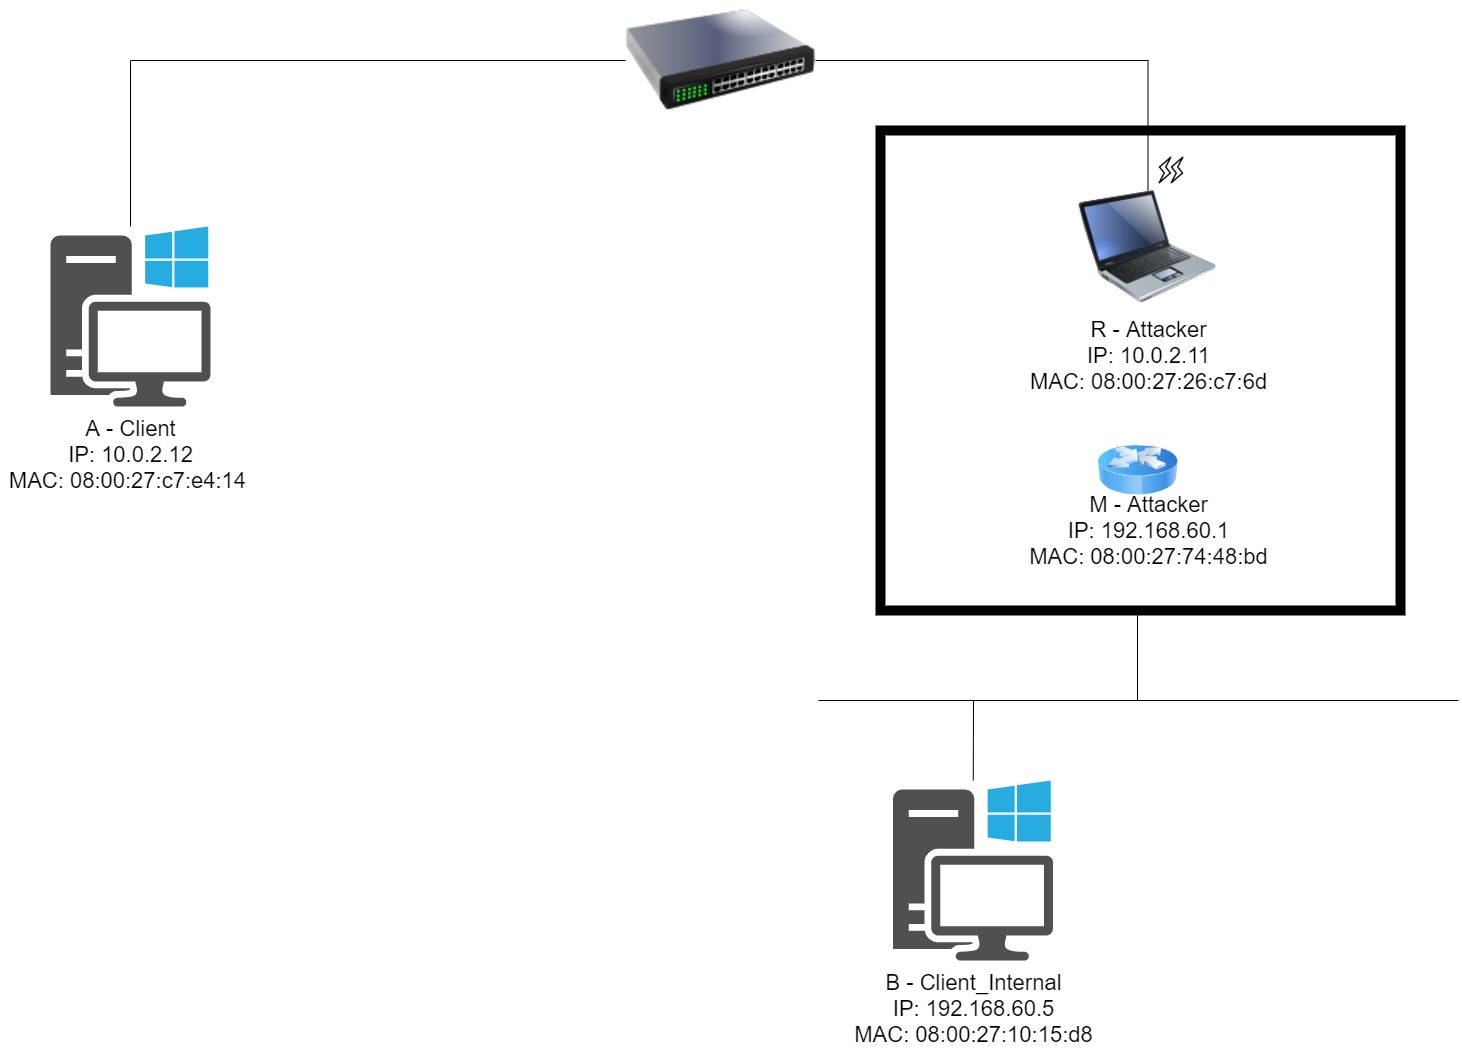 R - Attacker
IP: 10.0.2.11
MAC: 08:00:27:26:c7:6d
A - Client
IP: 10.0.2.12
MAC: 08:00:27:c7:e4:14
M - Attacker
IP: 192.168.60.1
MAC: 08:00:27:74:48:bd
B - Client_Internal
IP: 192.168.60.5
MAC: 08:00:27:10:15:d8